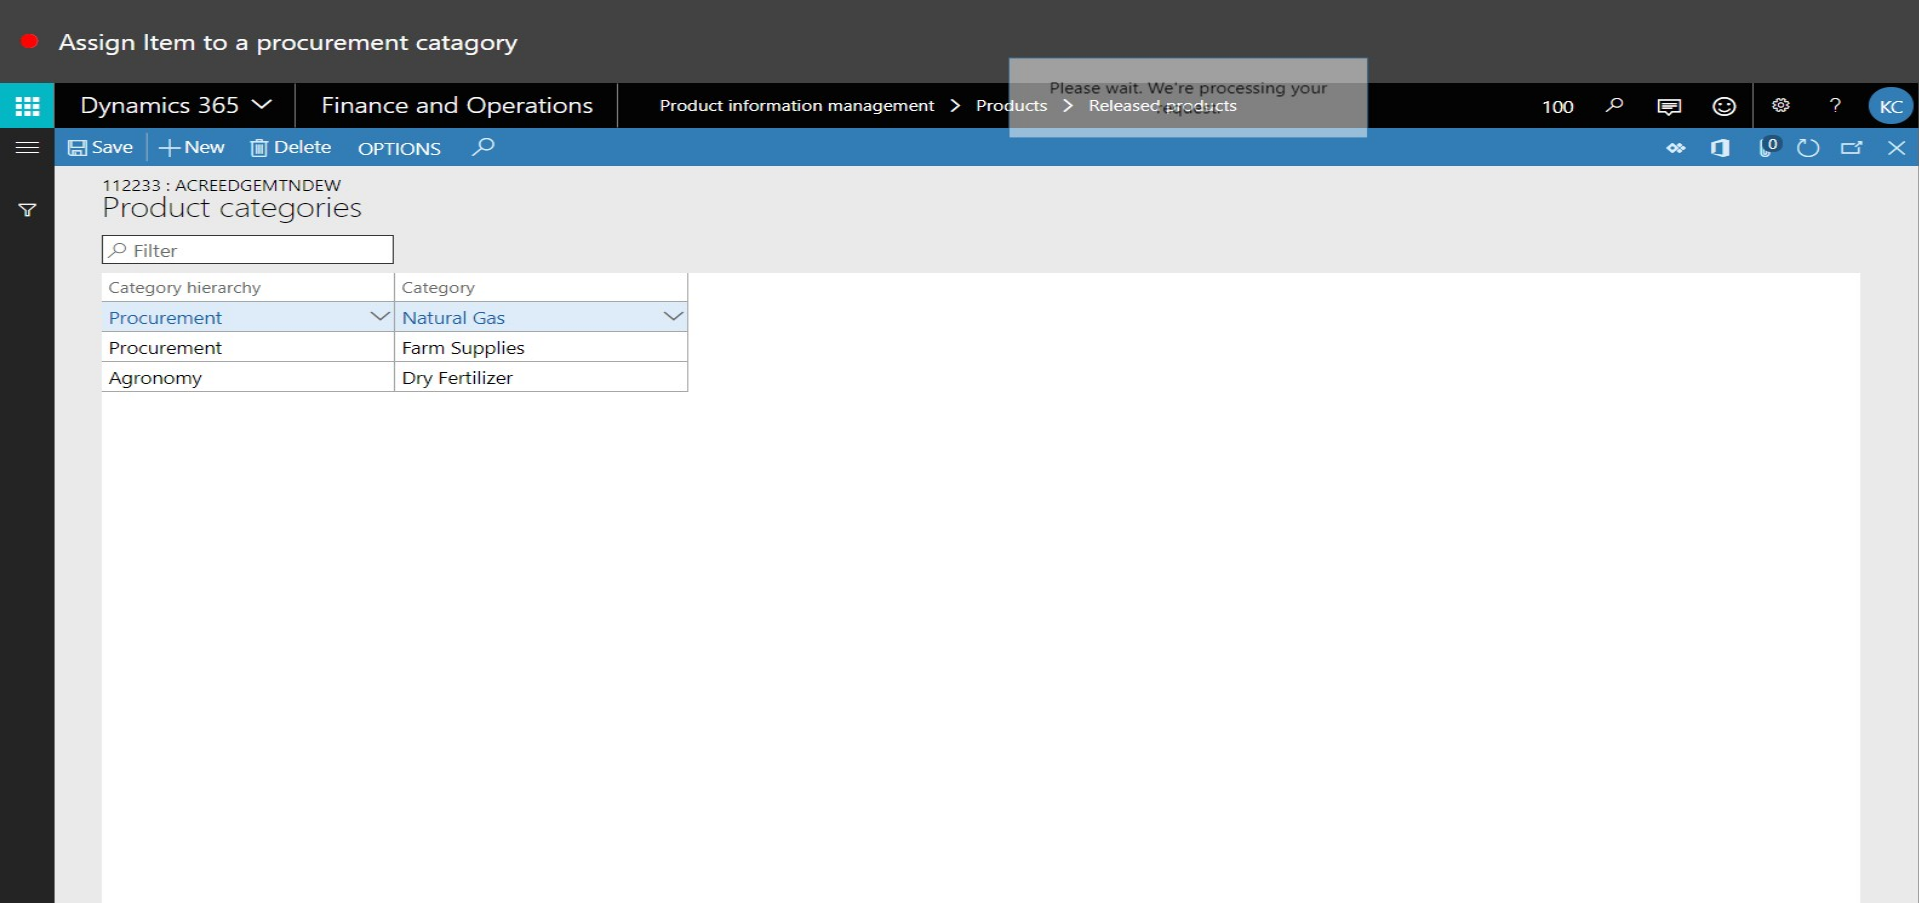 Assign Item to a procurement catagory
Please wait. We're processing your
request.
Dynamics 365
Finance and Operations
Product information management > Products > Released products
100
?
KC
Save
New
Delete
OPTIONS
0
112233 : ACREEDGEMTNDEW
Product categories
Filter
Category hierarchy
Category
Procurement
Natural Gas
Procurement
Farm Supplies
Agronomy
Dry Fertilizer